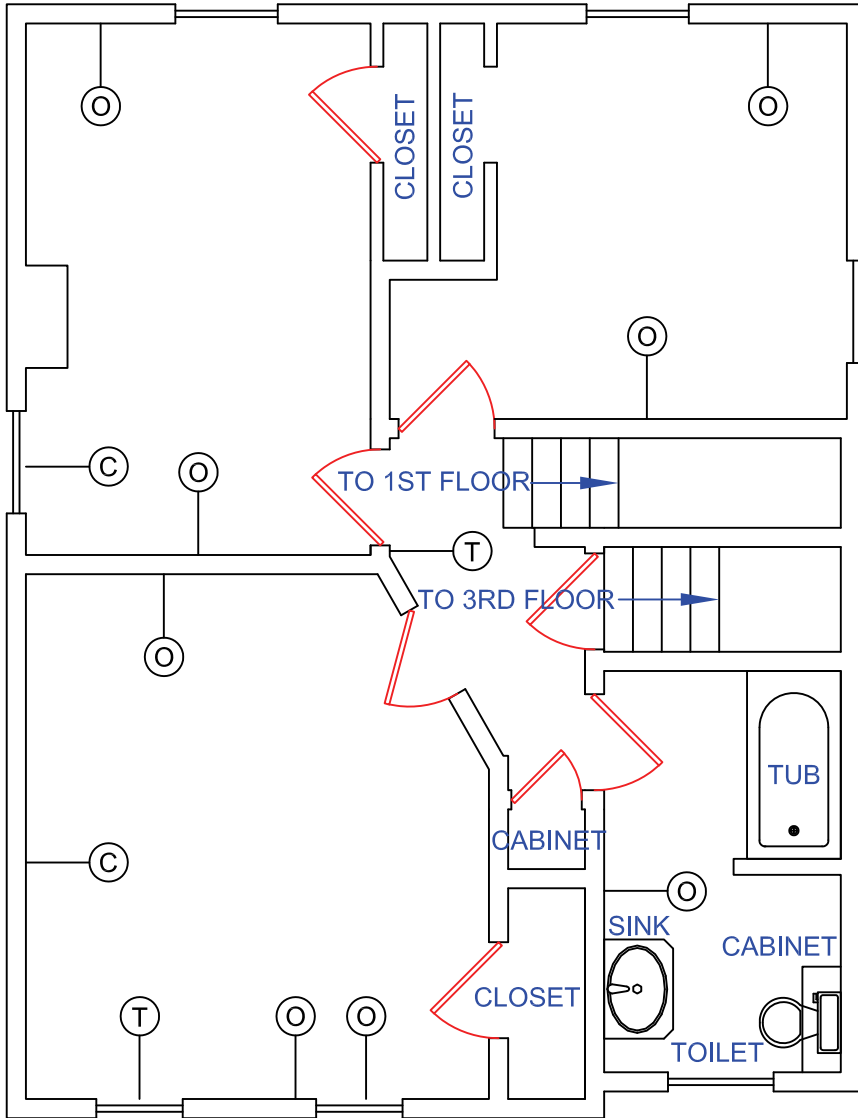 O
O
CLOSET
CLOSET
O
C
O
TO 1ST FLOOR
T
TO 3RD FLOOR
O
TUB
CABINET
C
O
SINK
CABINET
CLOSET
T
O
O
TOILET